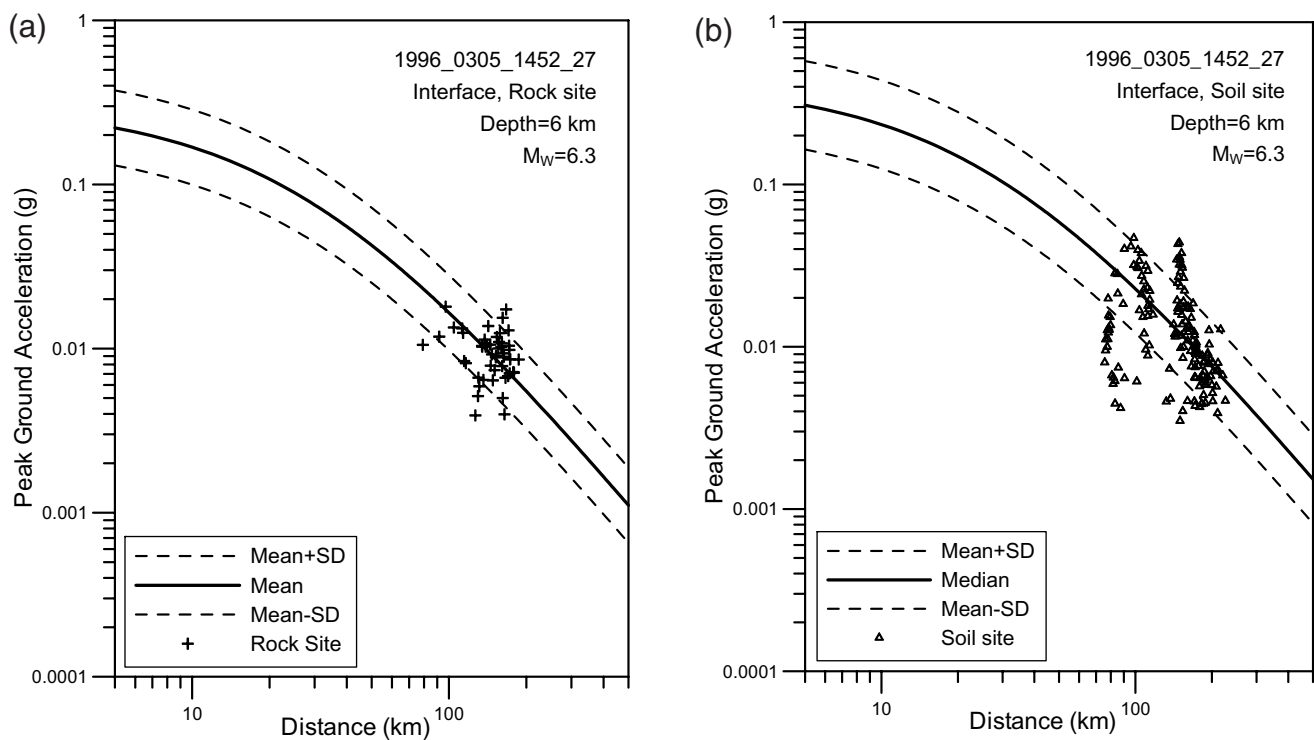 (a)
1996_0305_1452_27
Interface, Rock site
Depth=6 km
MW=6.3
Peak Ground Acceleration (g)
1
0.1
0.01
0.001
0.0001
Mean+SD
Mean
Mean-SD
Rock Site
10
100
Distance (km)
(b)
1996_0305_1452_27
Interface, Soil site
Depth=6 km
MW=6.3
Peak Ground Acceleration (g)
1
0.1
0.01
0.001
0.0001
Mean+SD
Median
Mean-SD
Soil site
10
100
Distance (km)